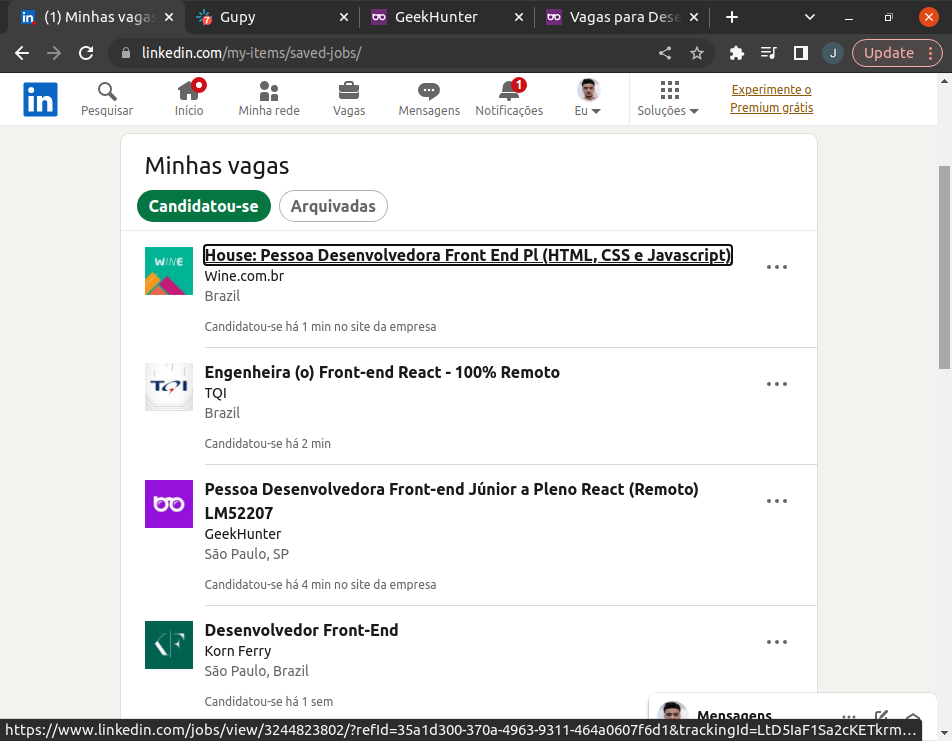 (1) Minhas vagas
Gupy
GeekHunter
Vagas para Dese
linkedin.com/my-items/saved-jobs/
J
Update
in
Pesquisar
Início
Minha rede
Vagas
Mensagens
1
Notificações
Eu
Soluções
Experimente o
Premium grátis
Minhas vagas
Candidatou-se
Arquivadas
WINE
House: Pessoa Desenvolvedora Front End Pl (HTML, CSS e Javascript)
Wine.com.br
Brazil
Candidatou-se há 1 min no site da empresa
TQI
Engenheira (o) Front-end React - 100% Remoto
TQI
Brazil
Candidatou-se há 2 min
Pessoa Desenvolvedora Front-end Júnior a Pleno React (Remoto)
LM52207
GeekHunter
São Paulo, SP
Candidatou-se há 4 min no site da empresa
KF
Desenvolvedor Front-End
Korn Ferry
São Paulo, Brazil
Candidatou-se há 1 sem
Mensagens
https://www.linkedin.com/jobs/view/3244823802/?refId=35a1d300-370a-4963-9311-464a0607f6d1&trackingId=LtD5IaF1Sa2cKETkrm…